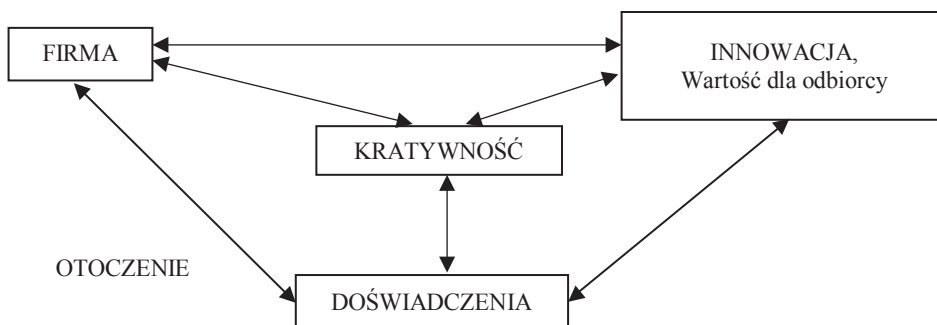 FIRMA
INNOWACJA,
Wartość dla odbiorcy
KRATYWNOŚĆ
OTOCZENIE
DOŚWIADCZENIA